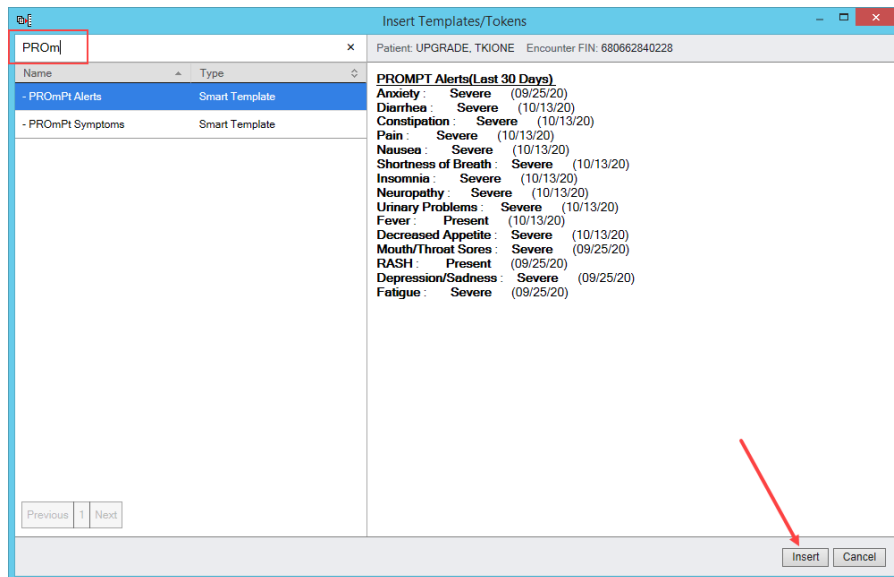 Insert Templates/Tokens
PROm
Patient: UPGRADE, TKIONE Encounter FIN: 680662840228
Name Type
- PROmPt Alerts Smart Template
- PROmPt Symptoms Smart Template
PROMPT Alerts(Last 30 Days)
Anxiety : Severe (09/25/20)
Diarrhea : Severe (10/13/20)
Constipation : Severe (10/13/20)
Pain : Severe (10/13/20)
Nausea : Severe (10/13/20)
Shortness of Breath : Severe (10/13/20)
Insomnia : Severe (10/13/20)
Neuropathy : Severe (10/13/20)
Urinary Problems : Severe (10/13/20)
Fever : Present (10/13/20)
Decreased Appetite : Severe (10/13/20)
Mouth/Throat Sores : Severe (09/25/20)
RASH : Present (09/25/20)
Depression/Sadness : Severe (09/25/20)
Fatigue : Severe (09/25/20)
Previous 1 Next
Insert Cancel